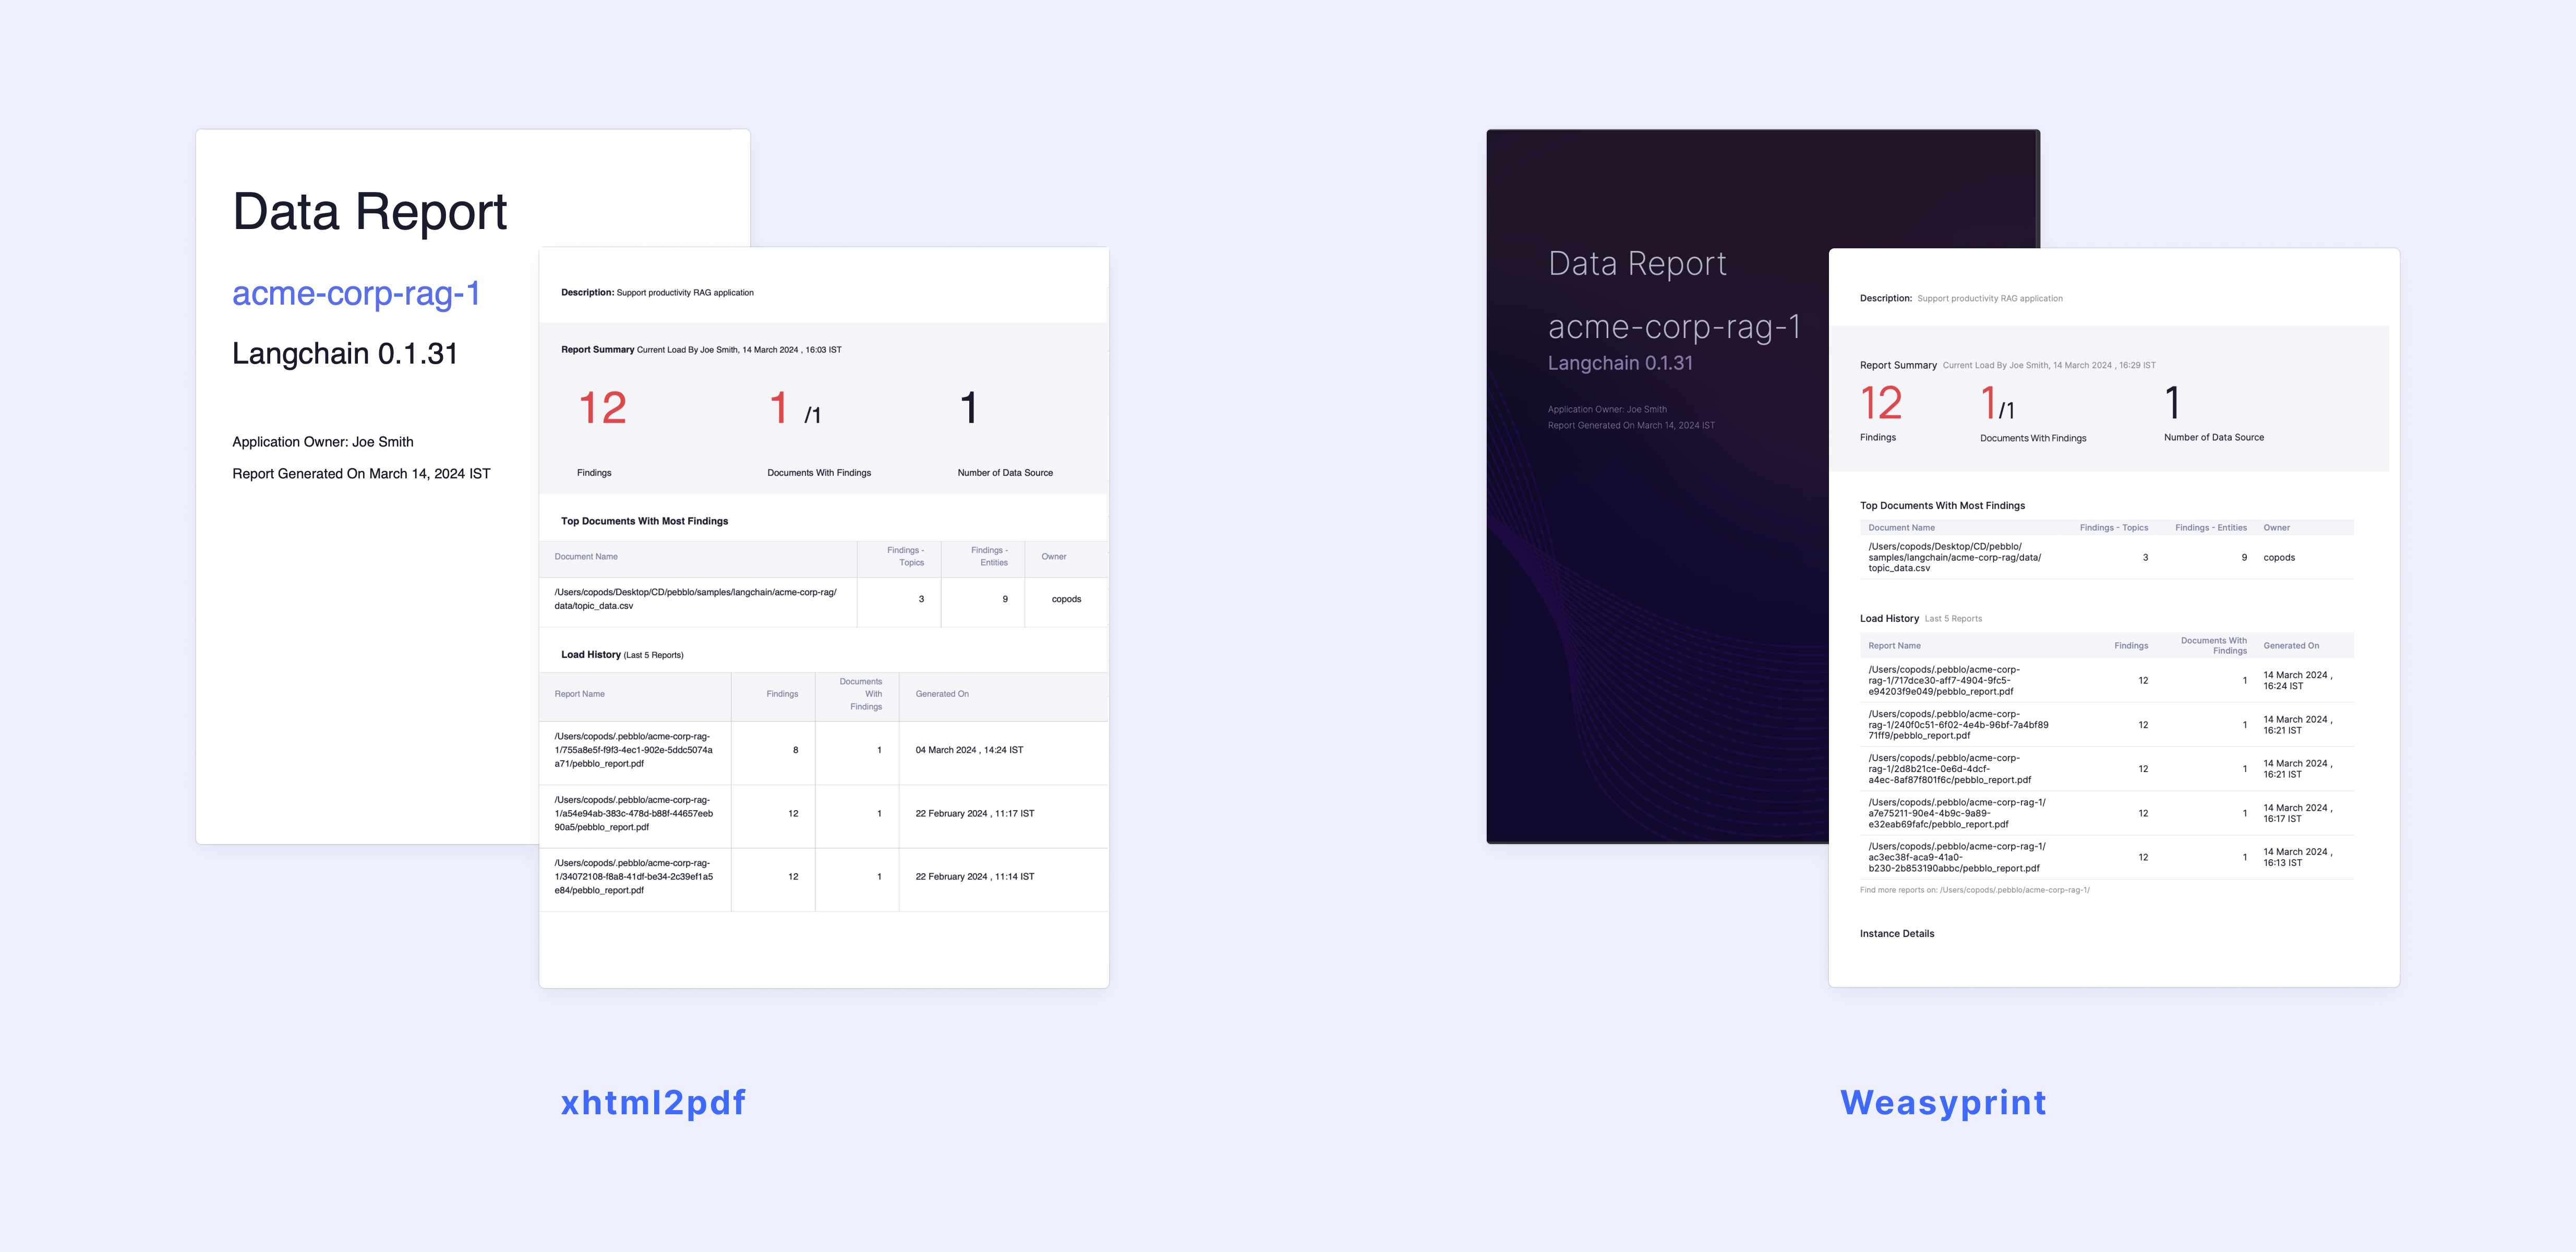 Data Report
acme-corp-rag-1
Langchain 0.1.31
Application Owner: Joe Smith
Report Generated On March 14, 2024 IST
Description: Support productivity RAG application
Report Summary Current Load By Joe Smith, 14 March 2024 , 16:03 IST
12 1 /1 1
Findings Documents With Findings Number of Data Source
Top Documents With Most Findings
Document Name Findings - Topics Findings - Entities Owner
/Users/copods/Desktop/CD/pebblo/samples/langchain/acme-corp-rag/
data/topic_data.csv 3 9 copods
Load History (Last 5 Reports)
Report Name Findings Documents With Findings Generated On
/Users/copods/.pebblo/acme-corp-rag-
1/755a8e5f-f9f3-4ec1-902e-5ddc5074a
a71/pebblo_report.pdf 8 1 04 March 2024 , 14:24 IST
/Users/copods/.pebblo/acme-corp-rag-
1/a54e94ab-383c-478d-b88f-44657eeb
90a5/pebblo_report.pdf 12 1 22 February 2024 , 11:17 IST
/Users/copods/.pebblo/acme-corp-rag-
1/34072108-f8a8-41df-be34-2c39ef1a5
e84/pebblo_report.pdf 12 1 22 February 2024 , 11:14 IST
xhtml2pdf
Data Report
acme-corp-rag-1
Langchain 0.1.31
Application Owner: Joe Smith
Report Generated On March 14, 2024 IST
Description: Support productivity RAG application
Report Summary Current Load By Joe Smith, 14 March 2024 , 16:29 IST
12 1/1 1
Findings Documents With Findings Number of Data Source
Top Documents With Most Findings
Document Name Findings - Topics Findings - Entities Owner
/Users/copods/Desktop/CD/pebblo/
samples/langchain/acme-corp-rag/data/
topic_data.csv 3 9 copods
Load History Last 5 Reports
Report Name Findings Documents With Findings Generated On
/Users/copods/.pebblo/acme-corp-
rag-1/717dce30-aff7-4904-9fc5-
e94203f9e049/pebblo_report.pdf 12 1 14 March 2024 , 16:24 IST
/Users/copods/.pebblo/acme-corp-
rag-1/240f0c51-6f02-4e4b-96bf-7a4bf89
71ff9/pebblo_report.pdf 12 1 14 March 2024 , 16:21 IST
/Users/copods/.pebblo/acme-corp-
rag-1/2d8b21ce-0e6d-4dcf-
a4ec-8af87f801f6c/pebblo_report.pdf 12 1 14 March 2024 , 16:21 IST
/Users/copods/.pebblo/acme-corp-rag-1/
a7e75211-90e4-4b9c-9a89-
e32eab69fafc/pebblo_report.pdf 12 1 14 March 2024 , 16:17 IST
/Users/copods/.pebblo/acme-corp-rag-1/
ac3ec38f-aca9-41a0-
b230-2b853190abbc/pebblo_report.pdf 12 1 14 March 2024 , 16:13 IST
Find more reports on: /Users/copods/.pebblo/acme-corp-rag-1/
Instance Details
Weasyprint